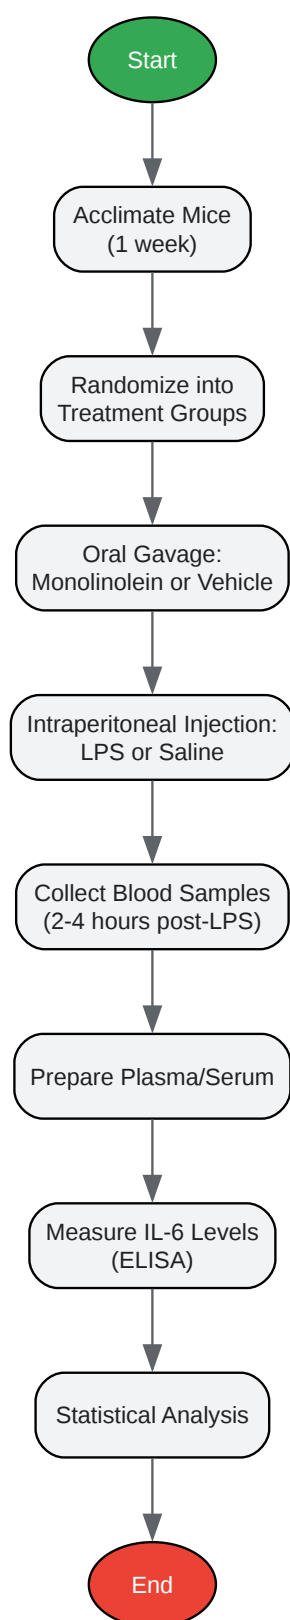 Start
Acclimate Mice
(1 week)
Randomize into
Treatment Groups
Oral Gavage:
Monolinolein or Vehicle
Intraperitoneal Injection:
LPS or Saline
Collect Blood Samples
(2-4 hours post-LPS)
Prepare Plasma/Serum
Measure IL-6 Levels
(ELISA)
Statistical Analysis
End